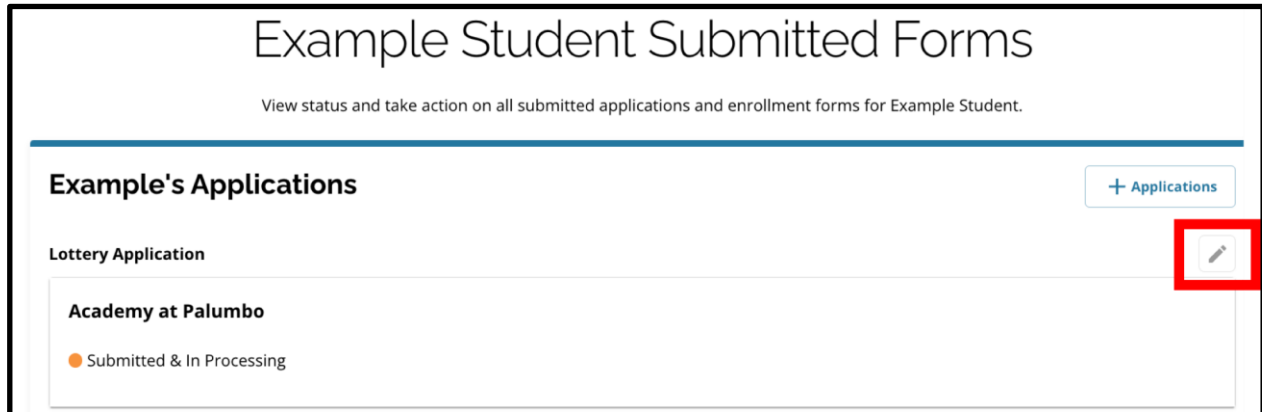 Example Student Submitted Forms
View status and take action on all submitted applications and enrollment forms for Example Student.
Example's Applications
+ Applications
Lottery Application
Academy at Palumbo
Submitted & In Processing